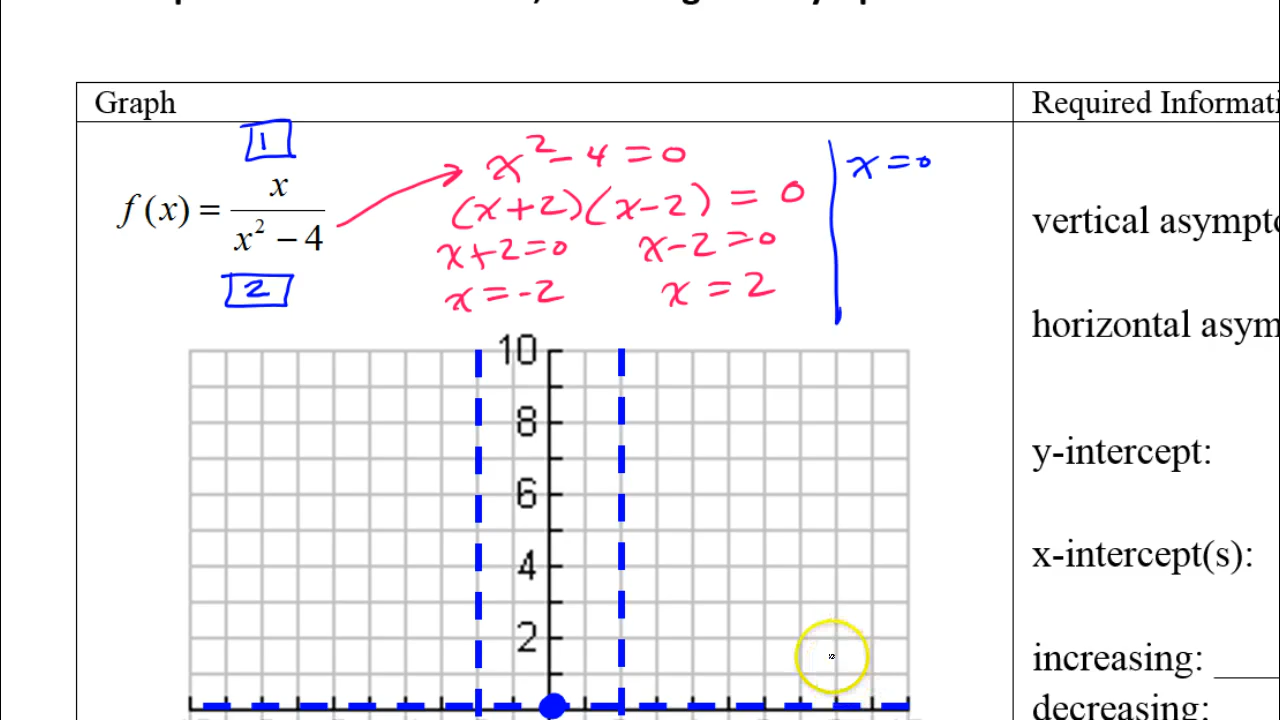 Graph
Required Informati
1
f(x) = x / x² − 4
2
x² − 4 = 0
(x+2)(x−2) = 0
x+2=0 x−2=0
x=-2 x=2
x=0
vertical asympto
horizontal asym
y-intercept:
x-intercept(s):
increasing:
decreasing:
10
8
6
4
2